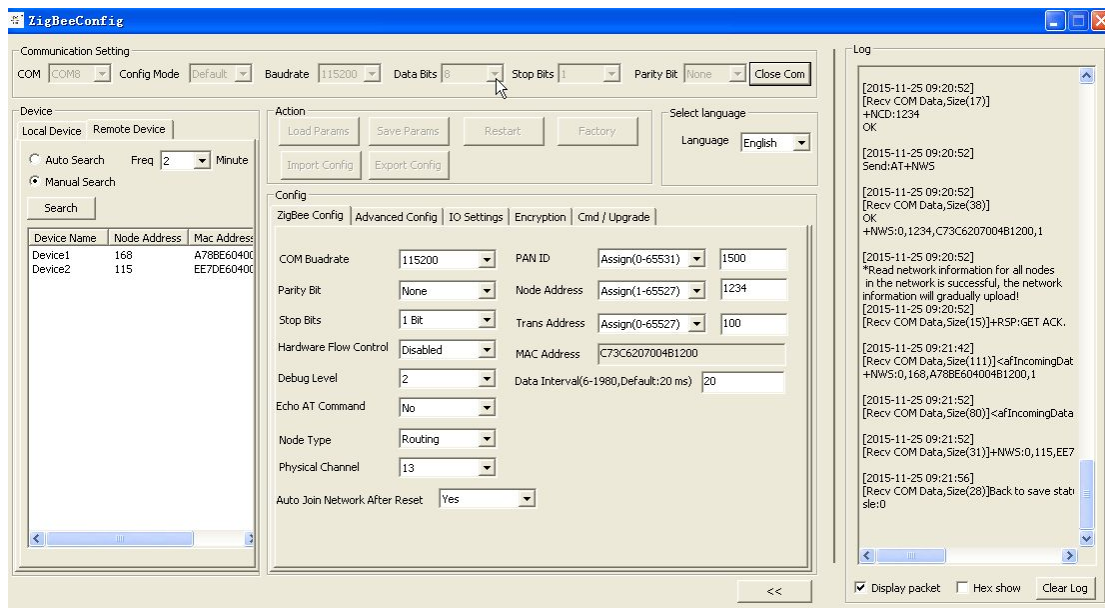 ZigBeeConfig
Communication Setting
COM COM8 Config Mode Default Baudrate 115200 Data Bits 8 Stop Bits 1 Parity Bit None Close Com
Device
Local Device Remote Device
Auto Search Freq 2 Minute
Manual Search
Search
Device Name Node Address Mac Address
Device1 168 A78BE60400
Device2 115 EE7DE60400
Action
Load Params Save Params Restart Factory
Import Config Export Config
Select language
Language English
Config
ZigBee Config Advanced Config IO Settings Encryption Cmd / Upgrade
COM Buadrate 115200 PAN ID Assign(0-65531) 1500
Parity Bit None Node Address Assign(1-65527) 1234
Stop Bits 1 Bit Trans Address Assign(0-65527) 100
Hardware Flow Control Disabled MAC Address C73C6207004B1200
Debug Level 2 Data Interval(6-1980,Default:20 ms) 20
Echo AT Command No
Node Type Routing
Physical Channel 13
Auto Join Network After Reset Yes
<<
Log
[2015-11-25 09:20:52]
[Recv COM Data,Size(17)]
+NCD:1234
OK
[2015-11-25 09:20:52]
Send:AT+NWS
[2015-11-25 09:20:52]
[Recv COM Data,Size(38)]
OK
+NWS:0,1234,C73C6207004B1200,1
[2015-11-25 09:20:52]
*Read network information for all nodes
in the network is successful, the network
information will gradually upload!
[2015-11-25 09:20:52]
[Recv COM Data,Size(15)]+RSP:GET ACK.
[2015-11-25 09:21:42]
[Recv COM Data,Size(111)]<afIncomingDat
+NWS:0,168,A78BE604004B1200,1
[2015-11-25 09:21:52]
[Recv COM Data,Size(80)]<afIncomingData
[2015-11-25 09:21:52]
[Recv COM Data,Size(31)]+NWS:0,115,EE7
[2015-11-25 09:21:56]
[Recv COM Data,Size(28)]Back to save statu
sle:0
Display packet Hex show Clear Log